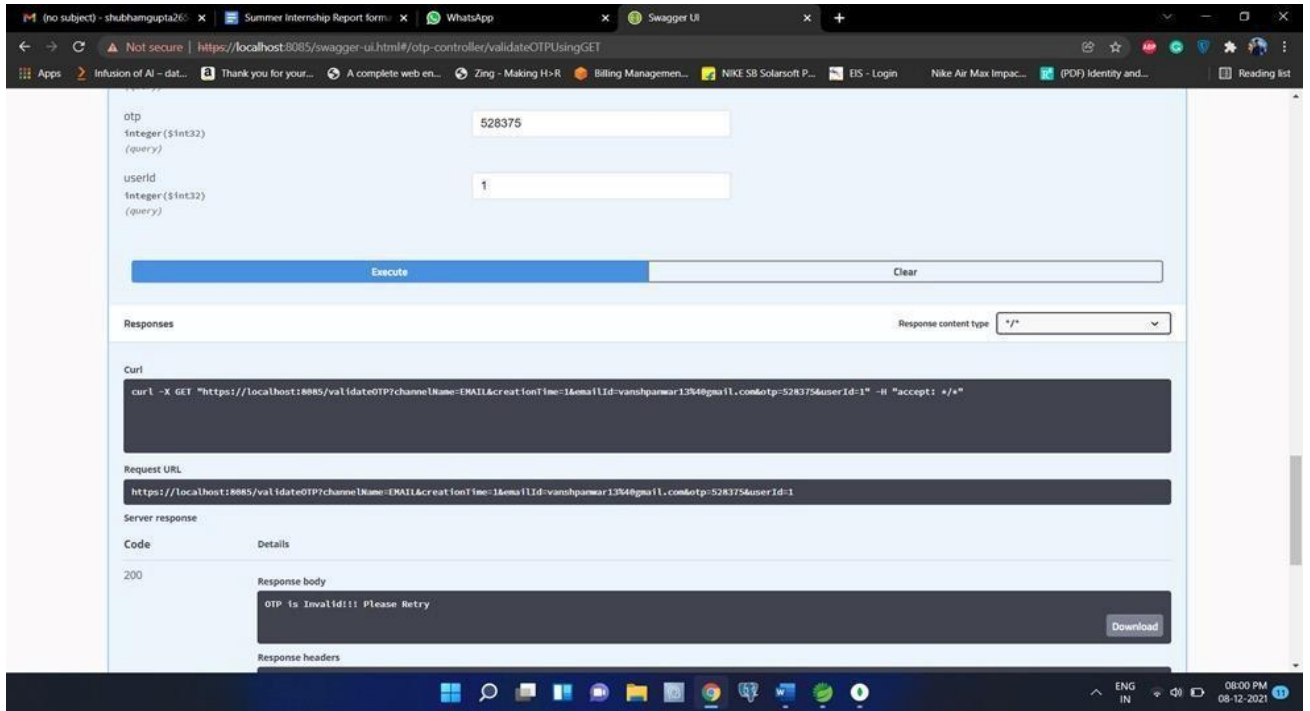 (no subject) - shubhamgupta265
Summer Internship Report form
WhatsApp
Swagger UI
Not secure | https://localhost:8085/swagger-ui.html#/otp-controller/validateOTPUsingGET
Apps
Infusion of AI – dat...
Thank you for your...
A complete web en...
Zing - Making H>R
Billing Managemen...
NIKE SB Solarsoft P...
EIS - Login
Nike Air Max Impac...
(PDF) Identity and...
Reading list
otp
integer($int32)
(query)
528375
userId
integer($int32)
(query)
1
Execute
Clear
Responses
Response content type
*/*
Curl
curl -X GET "https://localhost:8085/validateOTP?channelName=EMAIL&creationTime=1&emailId=vanshpanwar13%40gmail.com&otp=528375&userId=1" -H "accept: */*"
Request URL
https://localhost:8085/validateOTP?channelName=EMAIL&creationTime=1&emailId=vanshpanwar13%40gmail.com&otp=528375&userId=1
Server response
Code
Details
200
Response body
OTP is Invalid!!! Please Retry
Download
Response headers
ENG
IN
08:00 PM
08-12-2021
11